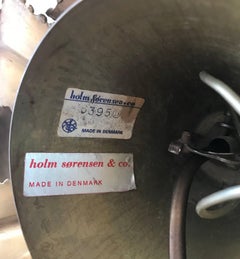 holm sørensen & co
MADE IN DENMARK
holm sørensen & co.
MADE IN DENMARK